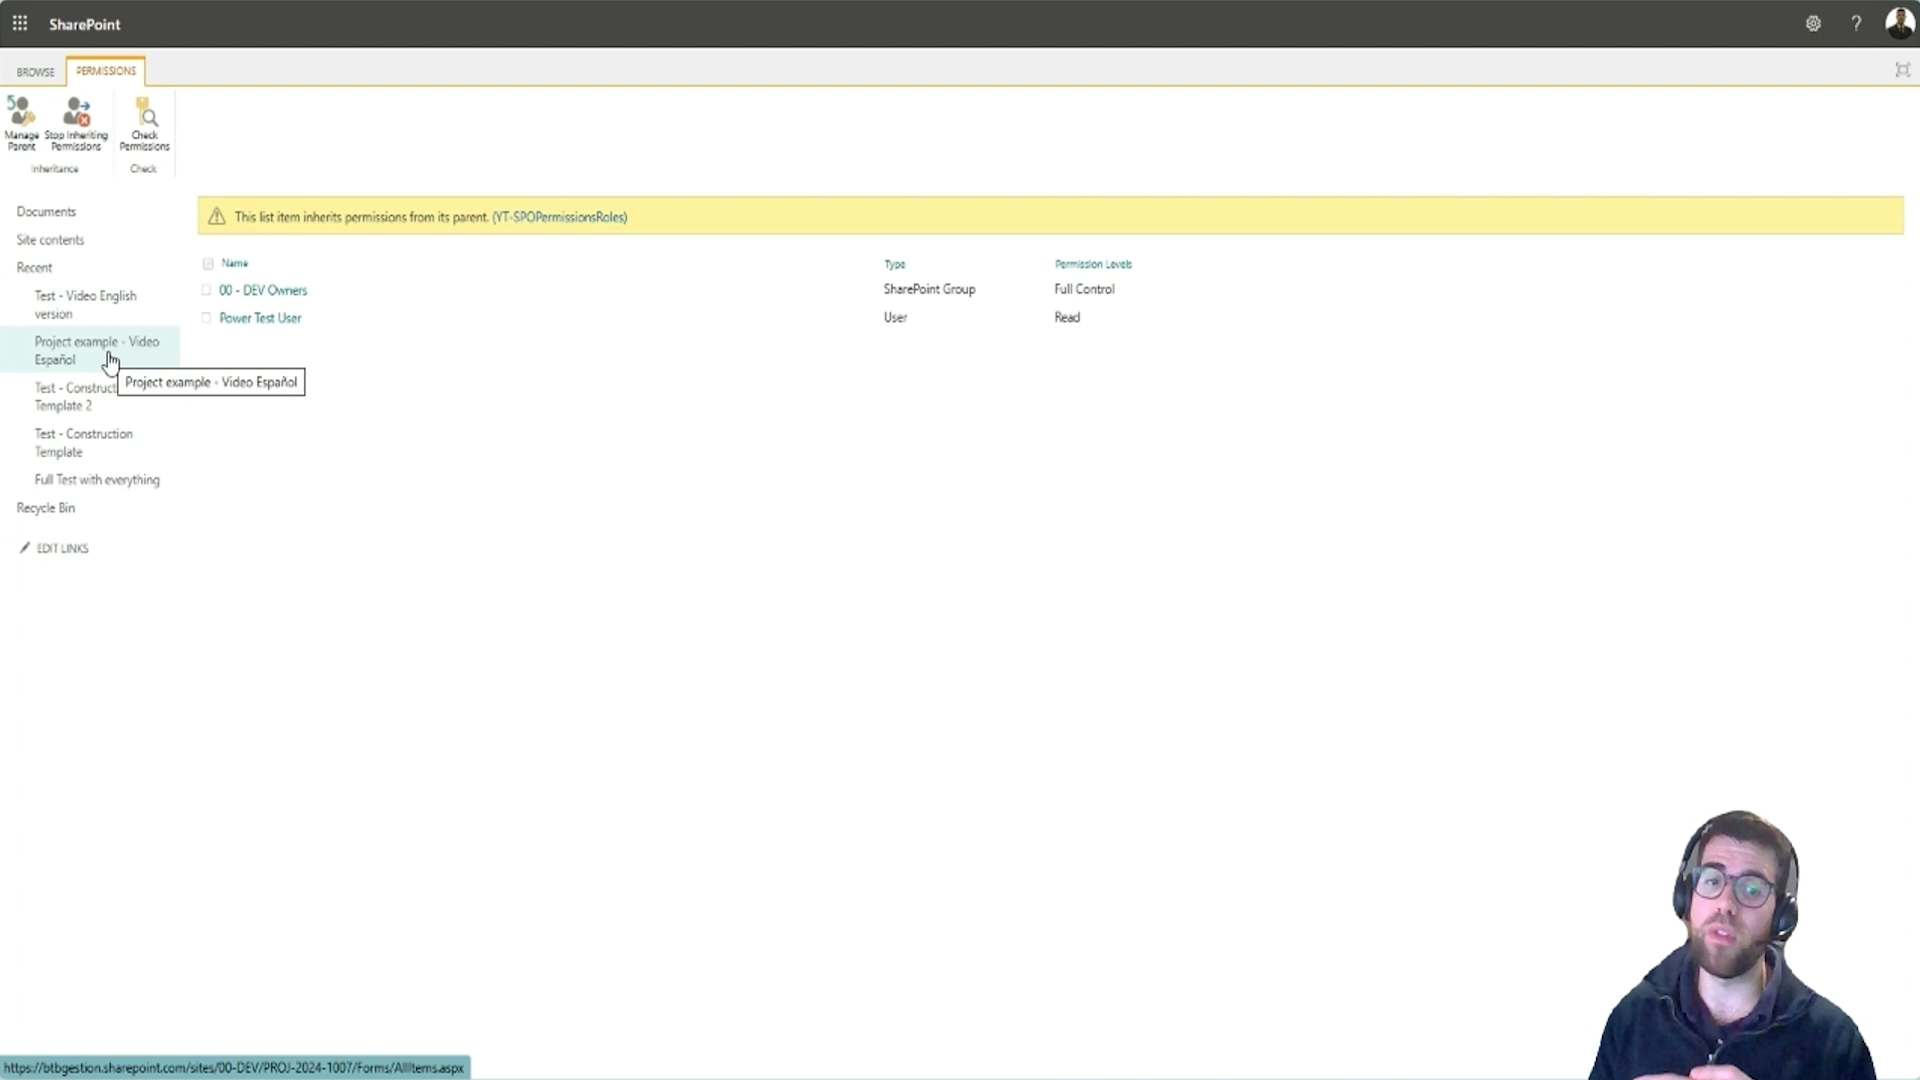 SharePoint
?
BROWSE
PERMISSIONS
Manage
Parent
Stop Inheriting
Permissions
Inheritance
Check
Permissions
Check
Documents
Site contents
Recent
Test - Video English
version
Project example - Video
Español
Project example - Video Español
Test - Construct
Template 2
Test - Construction
Template
Full Test with everything
Recycle Bin
EDIT LINKS
This list item inherits permissions from its parent. (YT-SPOPermissionsRoles)
Name Type Permission Levels
00 - DEV Owners SharePoint Group Full Control
Power Test User User Read
https://btbgestion.sharepoint.com/sites/00-DEV/PROJ-2024-1007/Forms/AllItems.aspx